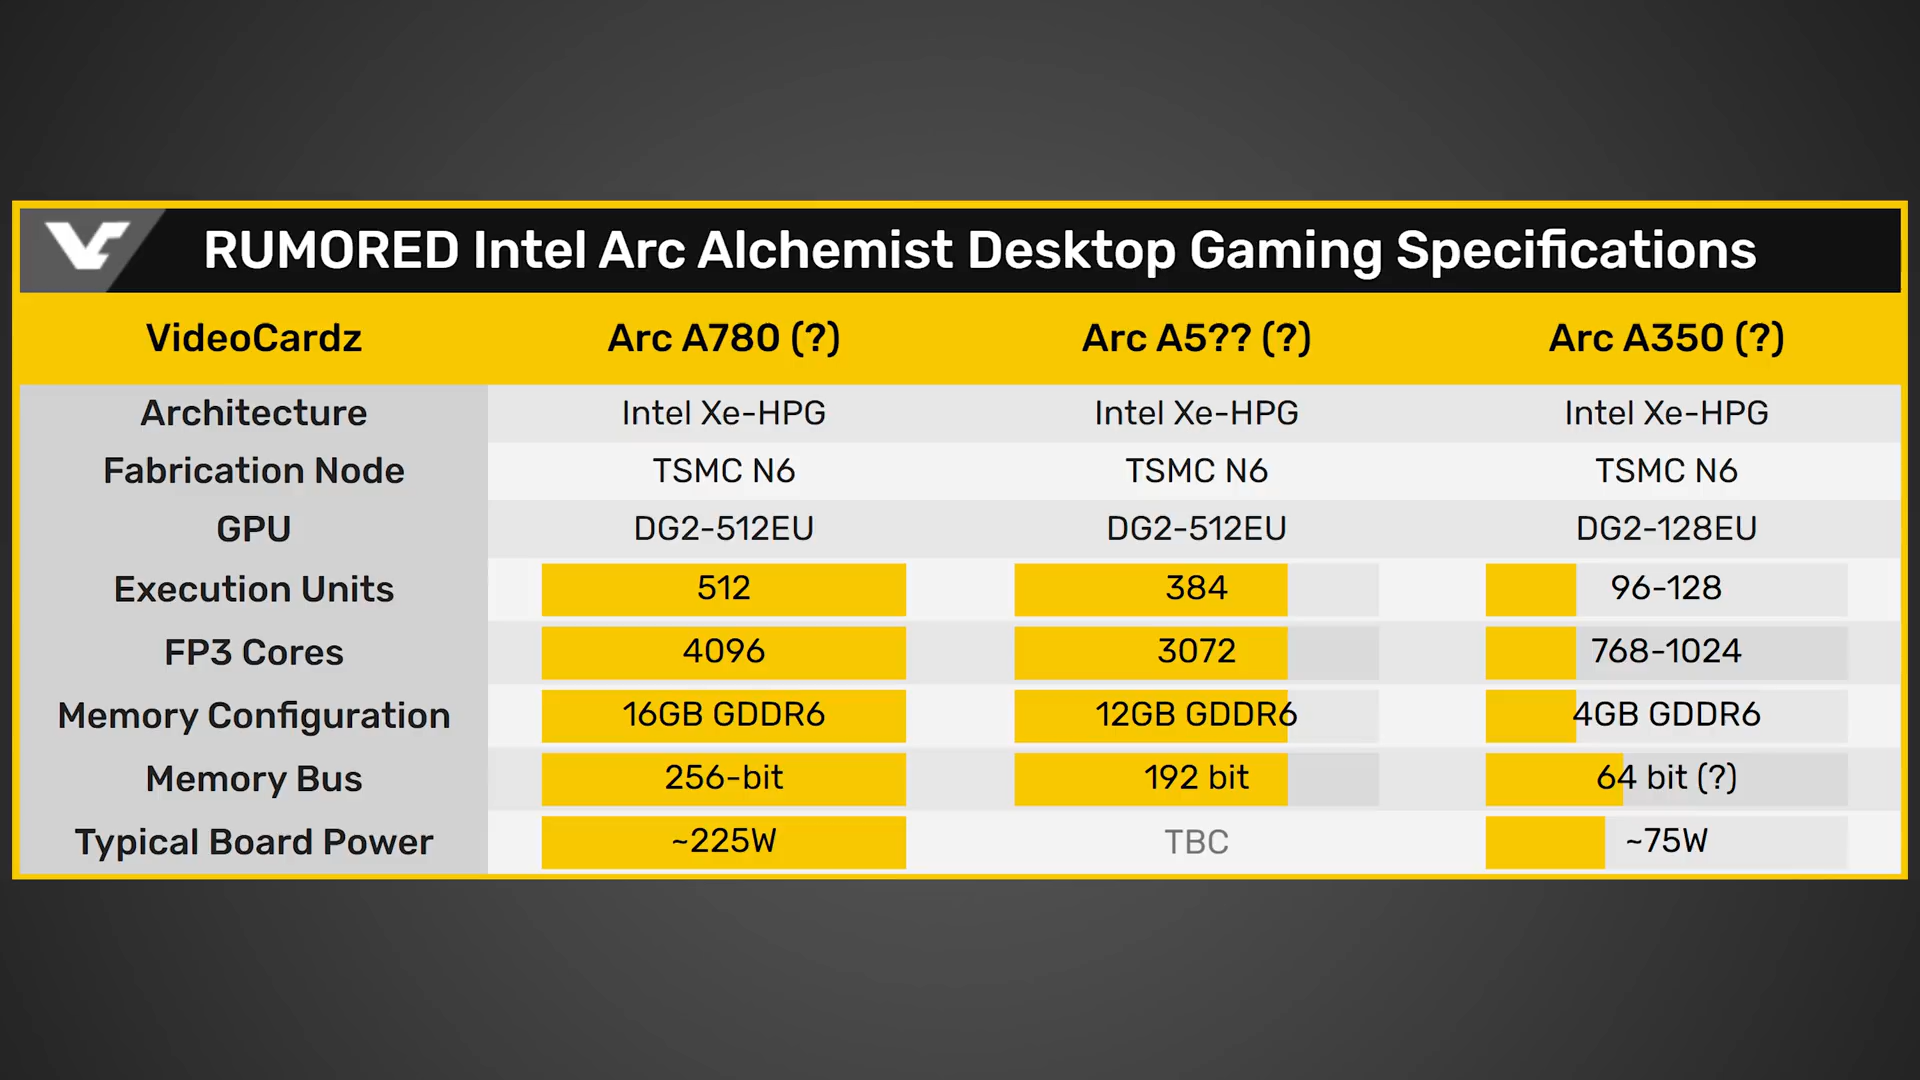 RUMORED Intel Arc Alchemist Desktop Gaming Specifications
VideoCardz Arc A780 (?) Arc A5?? (?) Arc A350 (?)
Architecture Intel Xe-HPG Intel Xe-HPG Intel Xe-HPG
Fabrication Node TSMC N6 TSMC N6 TSMC N6
GPU DG2-512EU DG2-512EU DG2-128EU
Execution Units 512 384 96-128
FP3 Cores 4096 3072 768-1024
Memory Configuration 16GB GDDR6 12GB GDDR6 4GB GDDR6
Memory Bus 256-bit 192 bit 64 bit (?)
Typical Board Power ~225W TBC ~75W